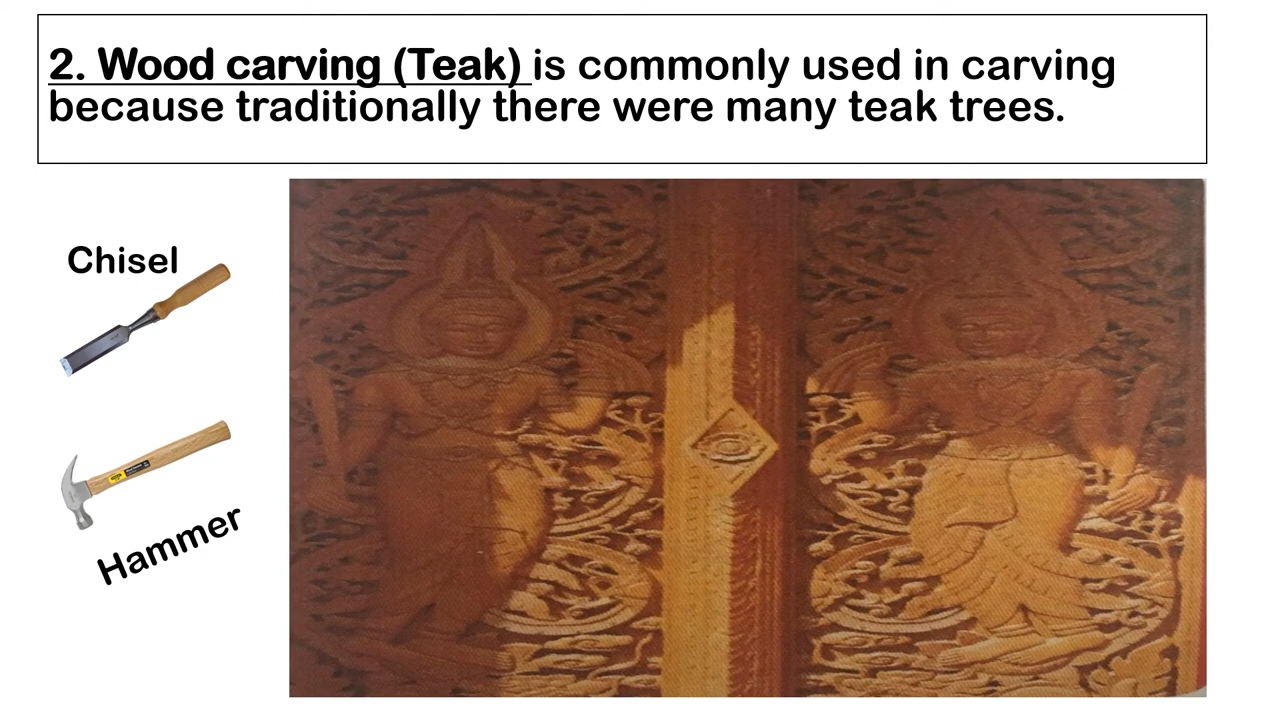 2. Wood carving (Teak) is commonly used in carving
because traditionally there were many teak trees.
Chisel
Hammer